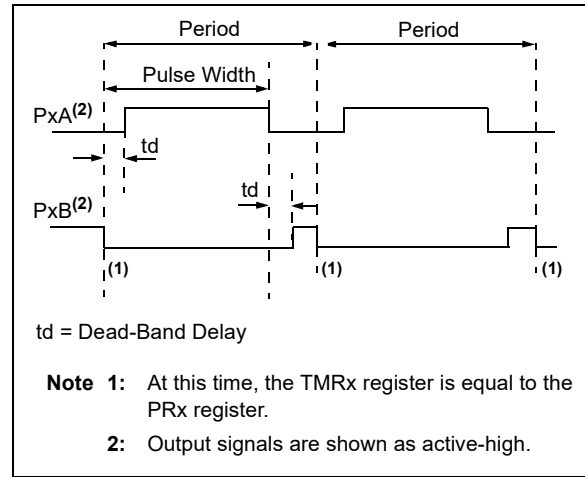 Period Period
Pulse Width
PxA(2)
td
td
PxB(2)
(1) (1) (1)
td = Dead-Band Delay
Note 1: At this time, the TMRx register is equal to the
PRx register.
2: Output signals are shown as active-high.